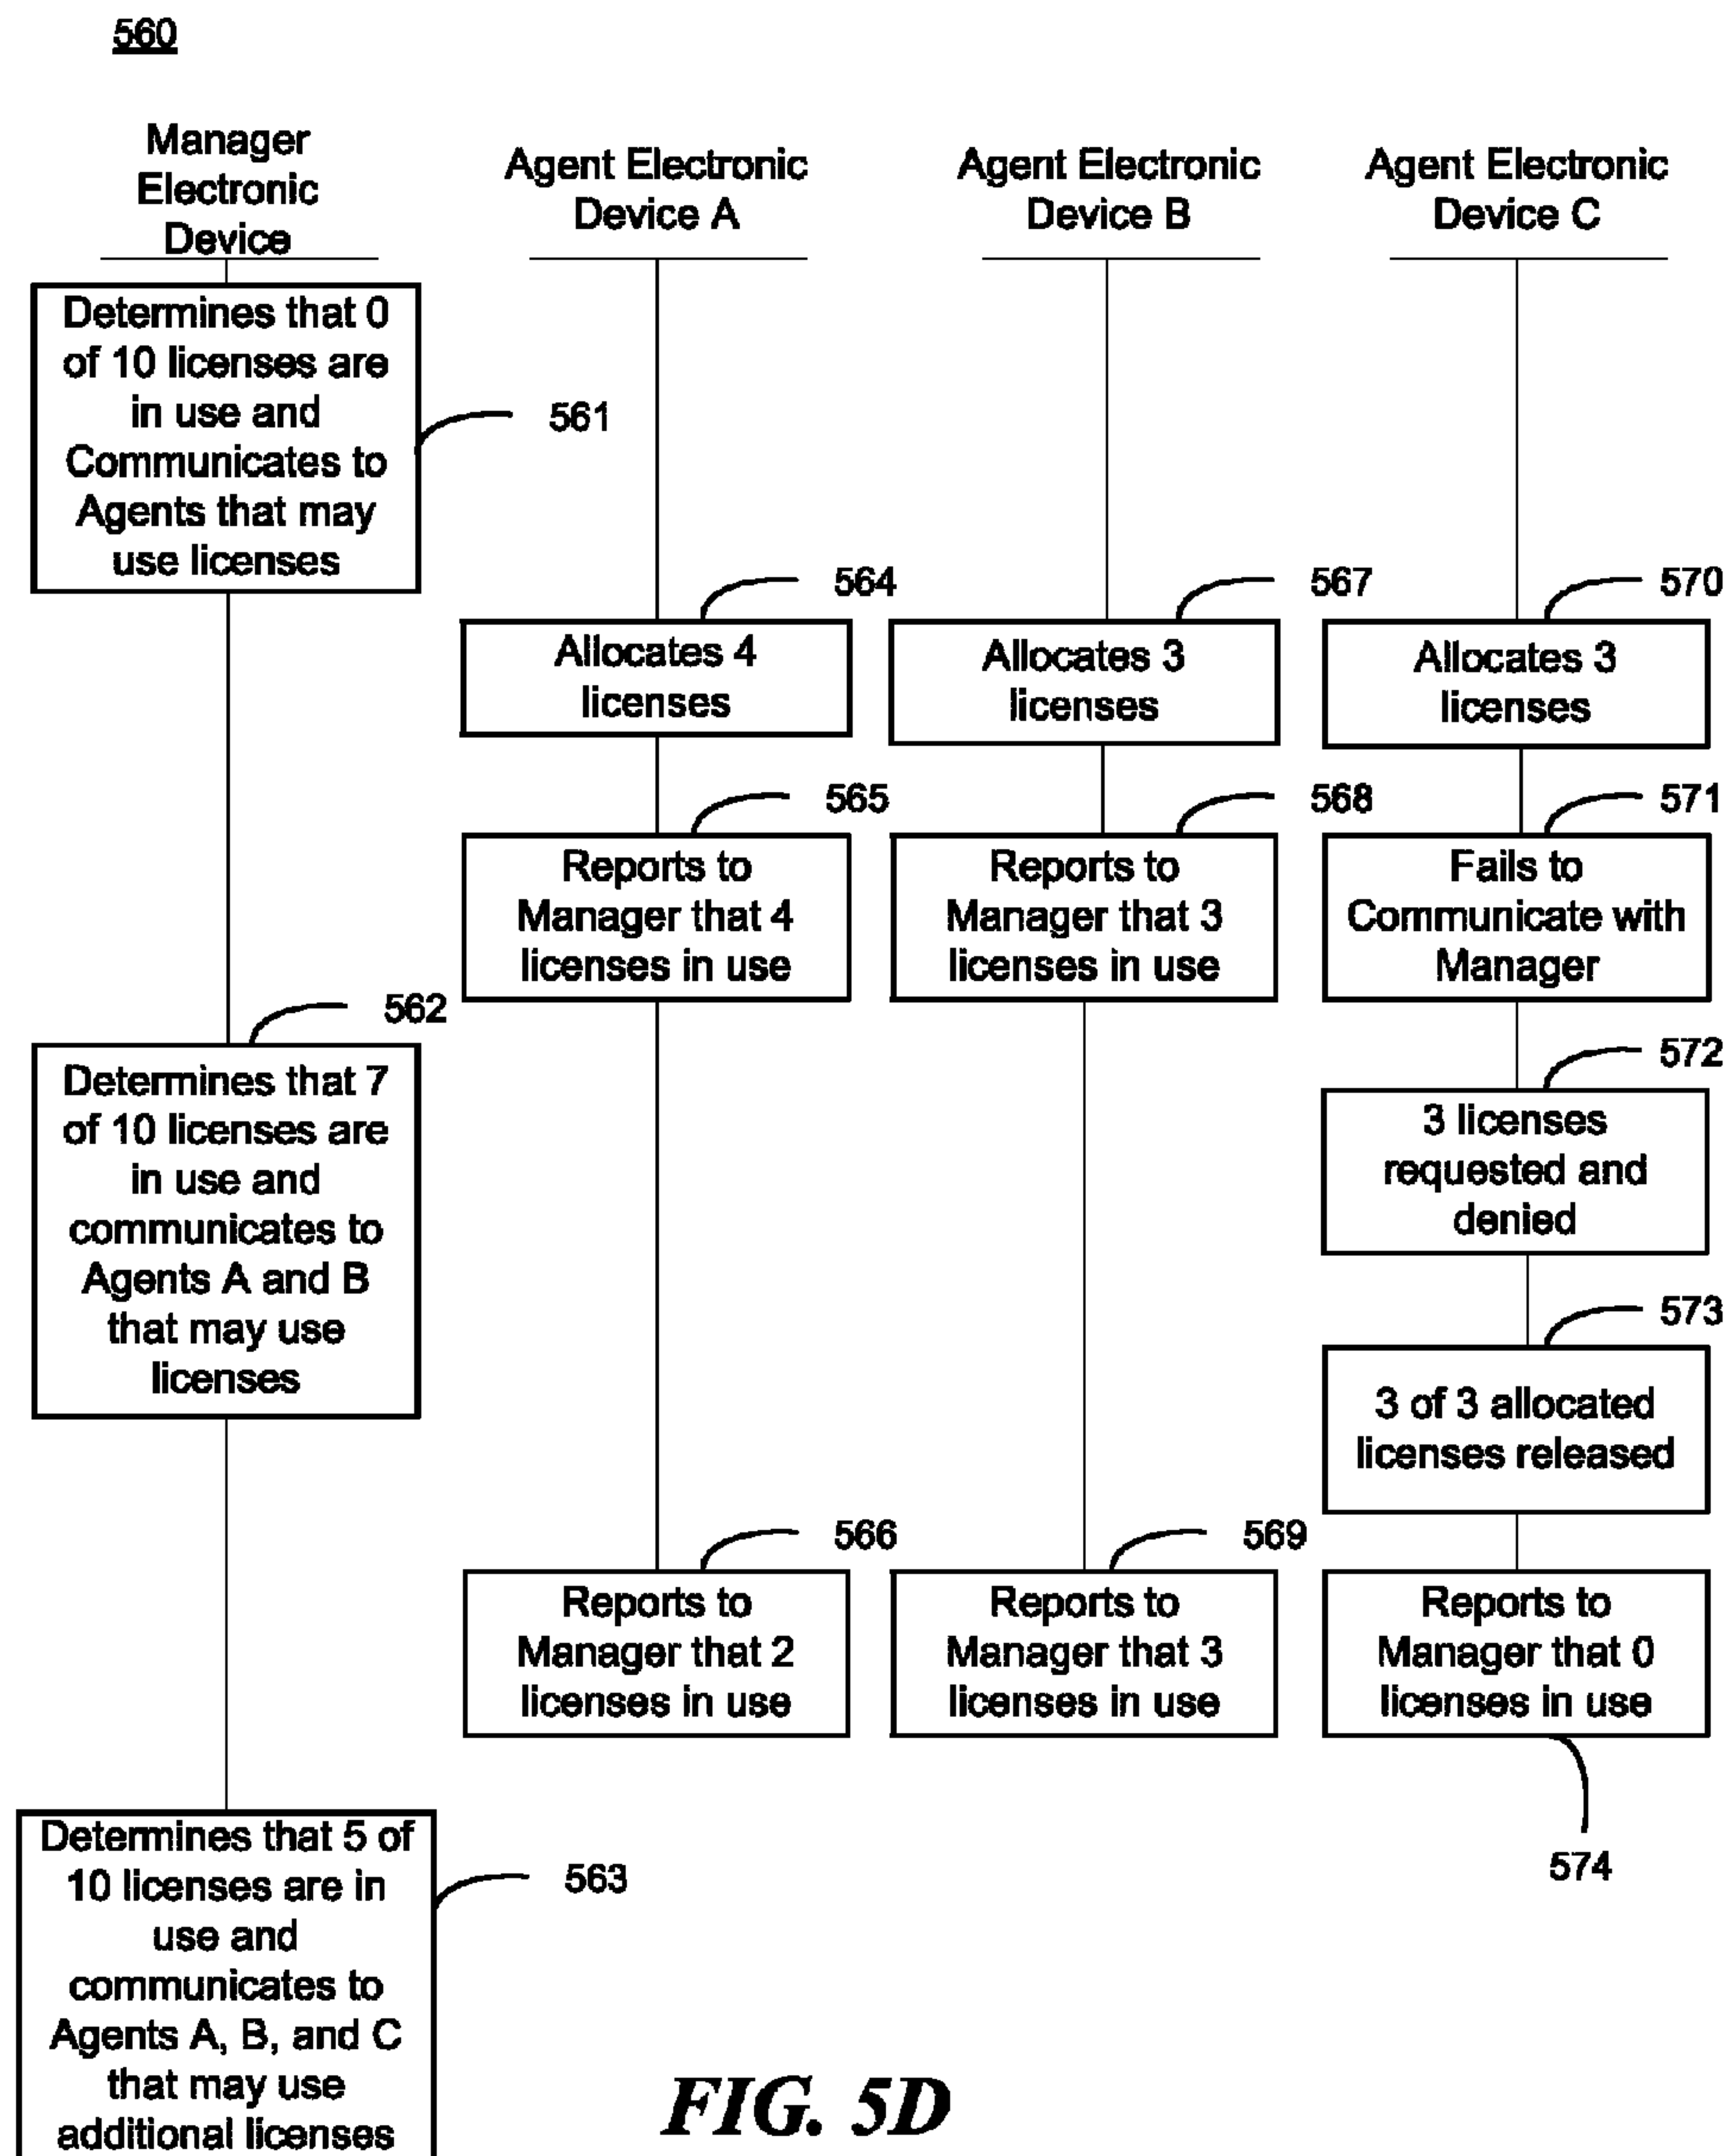 560
Manager
Electronic
Device
Agent Electronic
Device A
Agent Electronic
Device B
Agent Electronic
Device C
Determines that 0
of 10 licenses are
in use and
Communicates to
Agents that may
use licenses
561
564
Allocates 4
licenses
567
Allocates 3
licenses
570
Allocates 3
licenses
565
Reports to
Manager that 4
licenses in use
568
Reports to
Manager that 3
licenses in use
571
Fails to
Communicate with
Manager
562
Determines that 7
of 10 licenses are
in use and
communicates to
Agents A and B
that may use
licenses
572
3 licenses
requested and
denied
573
3 of 3 allocated
licenses released
566
Reports to
Manager that 2
licenses in use
569
Reports to
Manager that 3
licenses in use
Reports to
Manager that 0
licenses in use
574
Determines that 5 of
10 licenses are in
use and
communicates to
Agents A, B, and C
that may use
additional licenses
563
FIG. 5D